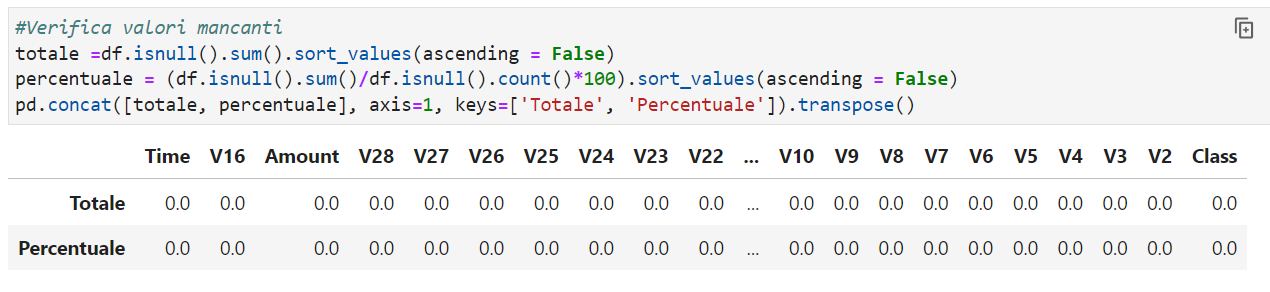 #Verifica valori mancanti
totale =df.isnull().sum().sort_values(ascending = False)
percentuale = (df.isnull().sum()/df.isnull().count()*100).sort_values(ascending = False)
pd.concat([totale, percentuale], axis=1, keys=['Totale', 'Percentuale']).transpose()
Time V16 Amount V28 V27 V26 V25 V24 V23 V22 ... V10 V9 V8 V7 V6 V5 V4 V3 V2 Class
Totale 0.0 0.0 0.0 0.0 0.0 0.0 0.0 0.0 0.0 0.0 ... 0.0 0.0 0.0 0.0 0.0 0.0 0.0 0.0 0.0 0.0
Percentuale 0.0 0.0 0.0 0.0 0.0 0.0 0.0 0.0 0.0 0.0 ... 0.0 0.0 0.0 0.0 0.0 0.0 0.0 0.0 0.0 0.0